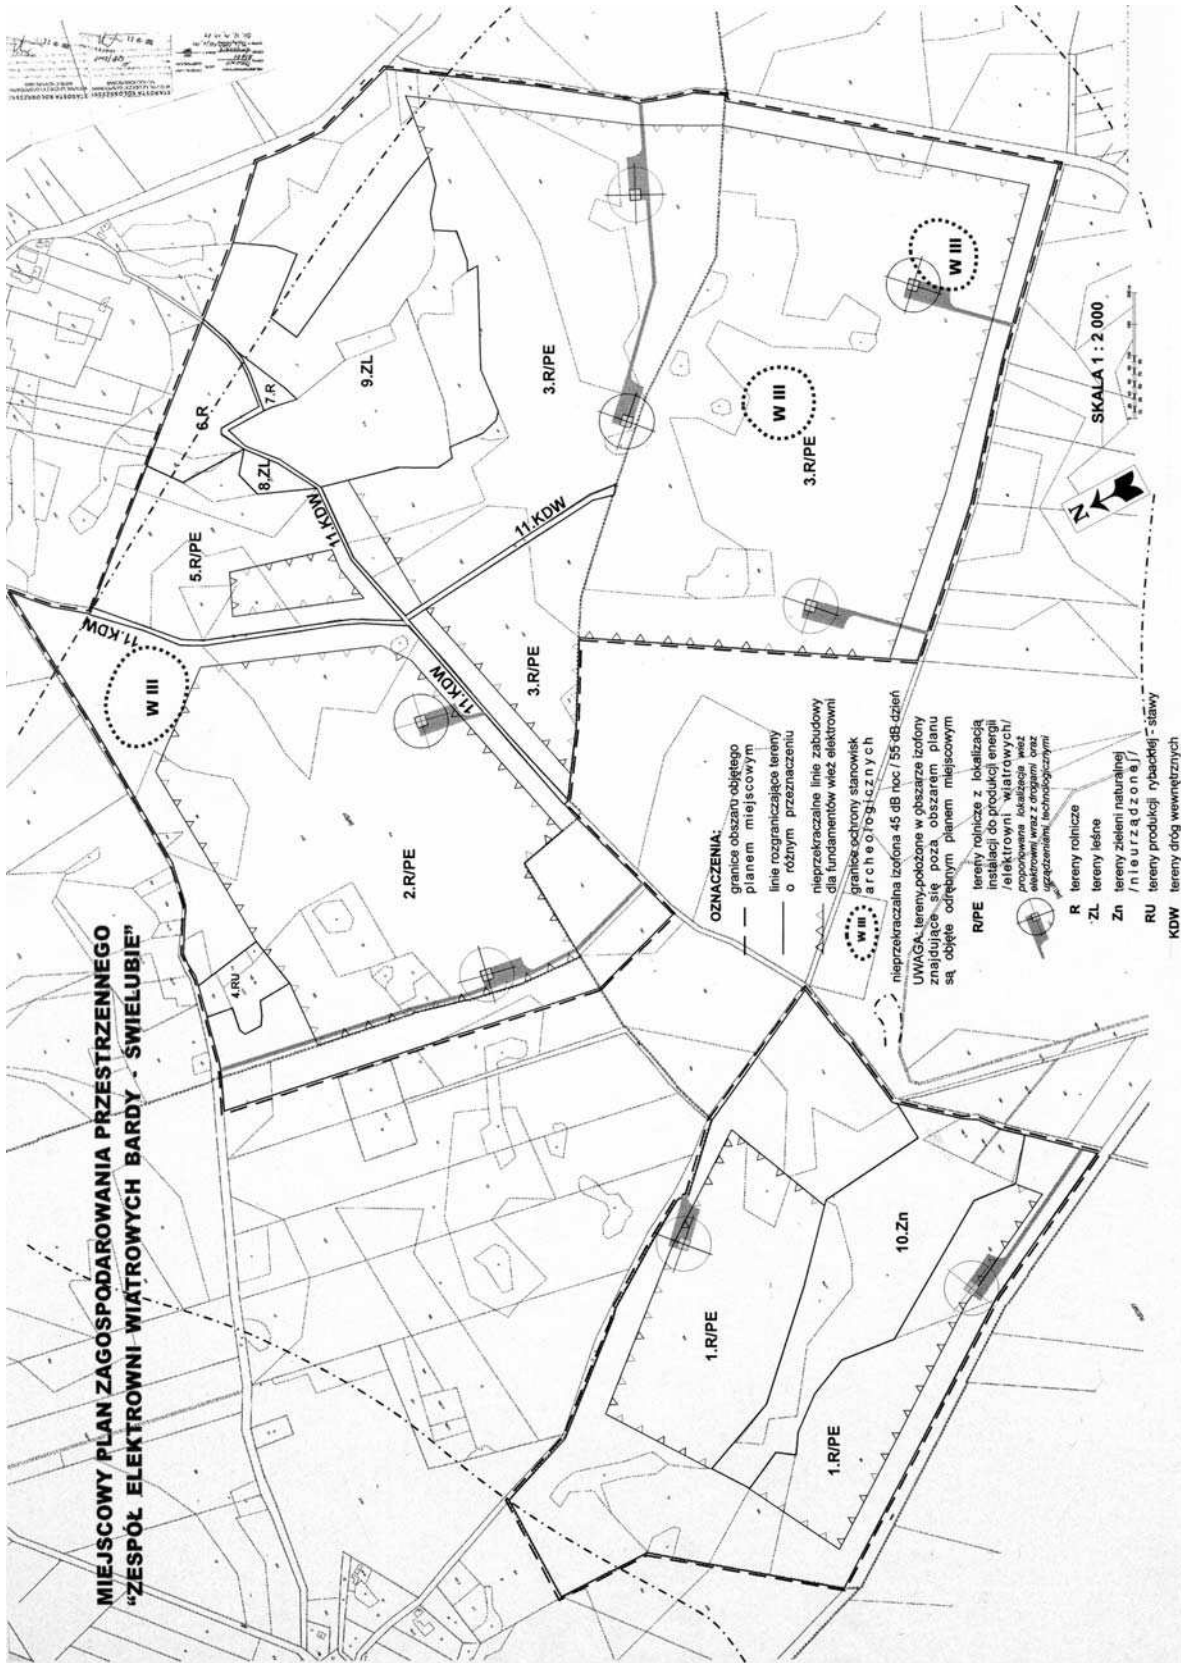 MIEJSCOWY PLAN ZAGOSPODAROWANIA PRZESTRZENNEGO
“ZESPÓŁ ELEKTROWNI WIATROWYCH BARDY - ŚWIELUBIE”
11.KDW
W III
5.R/PE
6.R
7.R
8.ZL
9.ZL
11.KDW
11.KDW
11.KDW
3.R/PE
3.R/PE
3.R/PE
W III
W III
2.R/PE
4.RU
1.R/PE
1.R/PE
10.Zn
N
SKALA 1 : 2 000
OZNACZENIA:
granice obszaru objętego
planem miejscowym
linie rozgraniczające tereny
o różnym przeznaczeniu
nieprzekraczalne linie zabudowy
dla fundamentów wież elektrowni
W III
granice ochrony stanowisk
archeologicznych
nieprzekraczalna izofona 45 dB noc / 55 dB dzień
UWAGA: tereny położone w obszarze izofony
znajdujące się poza obszarem planu
są objęte odrębnym planem miejscowym
R/PE tereny rolnicze z lokalizacją
instalacji do produkcji energii
/elektrowni wiatrowych/
proponowana lokalizacja wież
elektrowni wraz z drogami oraz
urządzeniami technologicznymi
R tereny rolnicze
ZL tereny leśne
Zn tereny zieleni naturalnej
/nieurządzonej/
RU tereny produkcji rybackiej - stawy
KDW tereny dróg wewnętrznych